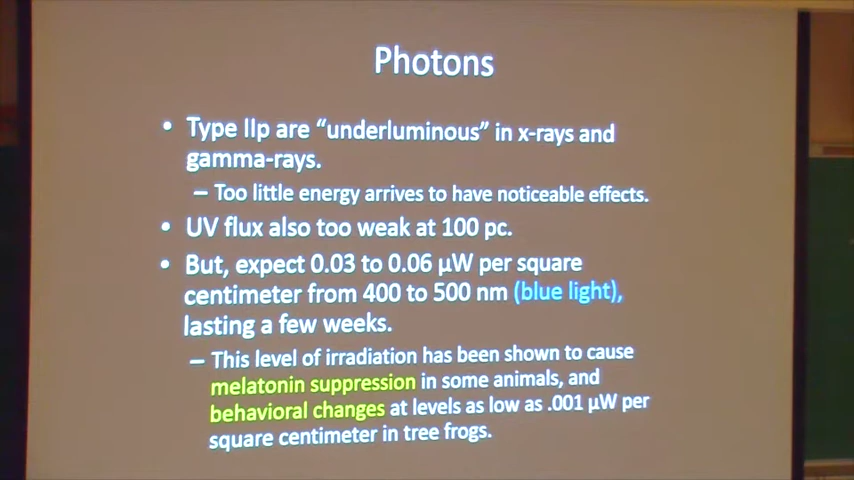 Photons
• Type IIp are “underluminous” in x-rays and
gamma-rays.
– Too little energy arrives to have noticeable effects.
• UV flux also too weak at 100 pc.
• But, expect 0.03 to 0.06 μW per square
centimeter from 400 to 500 nm (blue light),
lasting a few weeks.
– This level of irradiation has been shown to cause
melatonin suppression in some animals, and
behavioral changes at levels as low as .001 μW per
square centimeter in tree frogs.